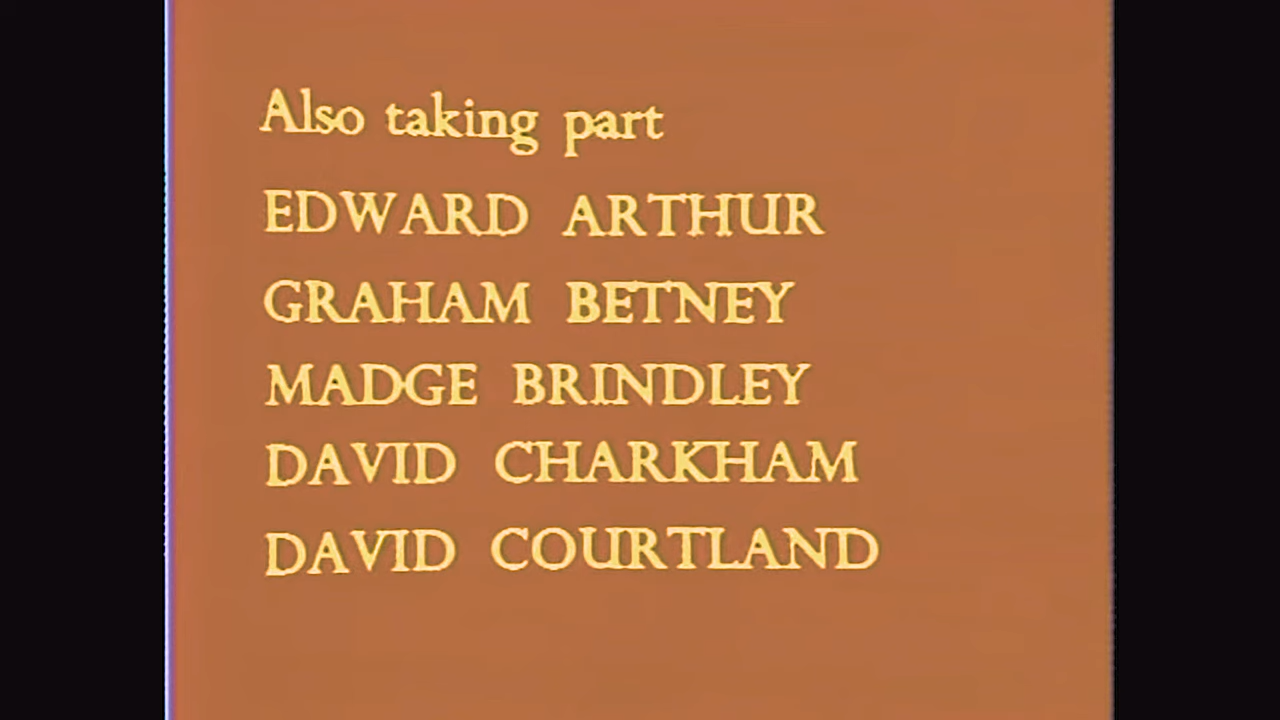 Also taking part
EDWARD ARTHUR
GRAHAM BETNEY
MADGE BRINDLEY
DAVID CHARKHAM
DAVID COURTLAND